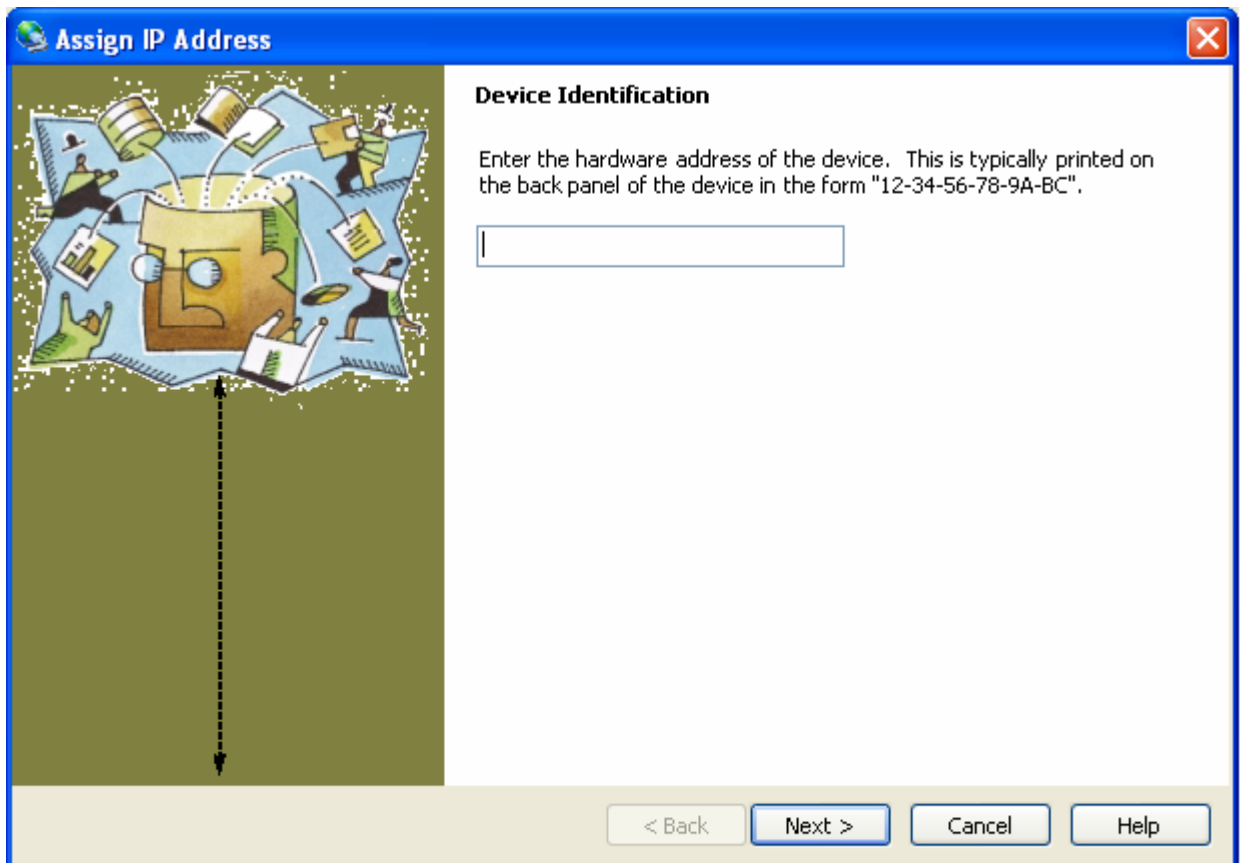 Assign IP Address
Device Identification
Enter the hardware address of the device.  This is typically printed on
the back panel of the device in the form "12-34-56-78-9A-BC".
< Back
Next >
Cancel
Help